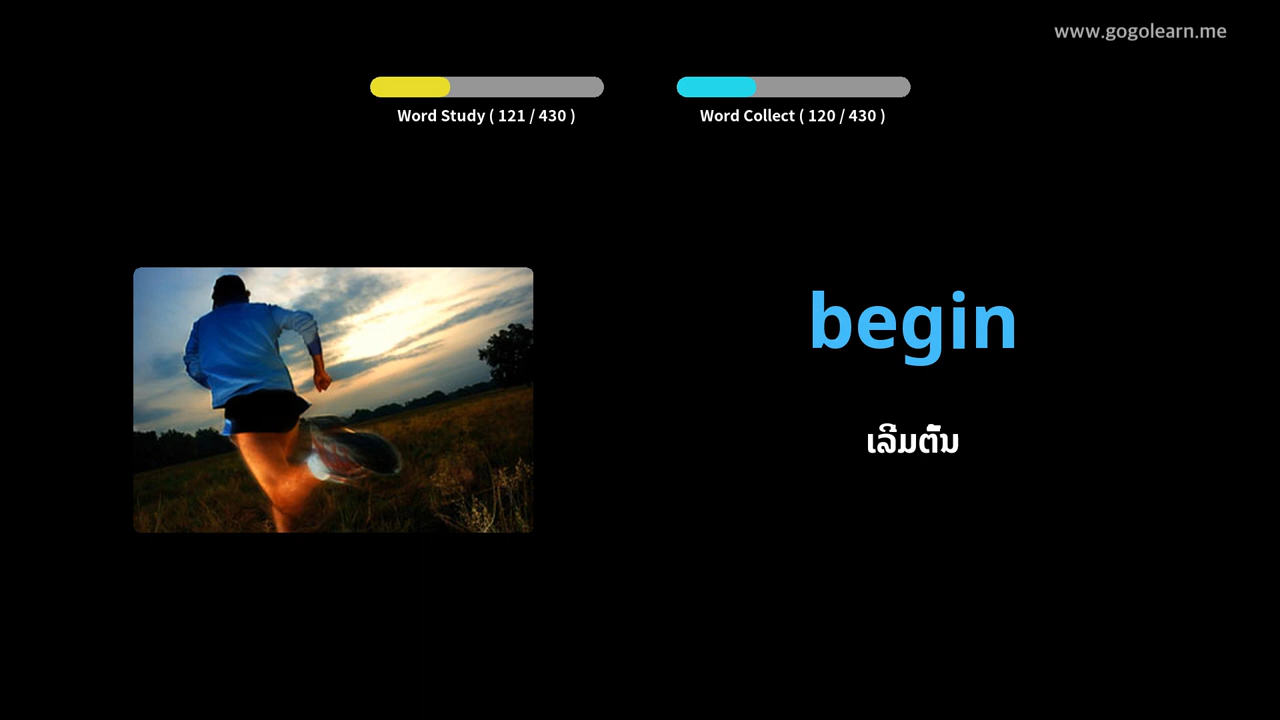 www.gogolearn.me
Word Study ( 121 / 430 )
Word Collect ( 120 / 430 )
begin
ເລີ່ມຕົ້ນ